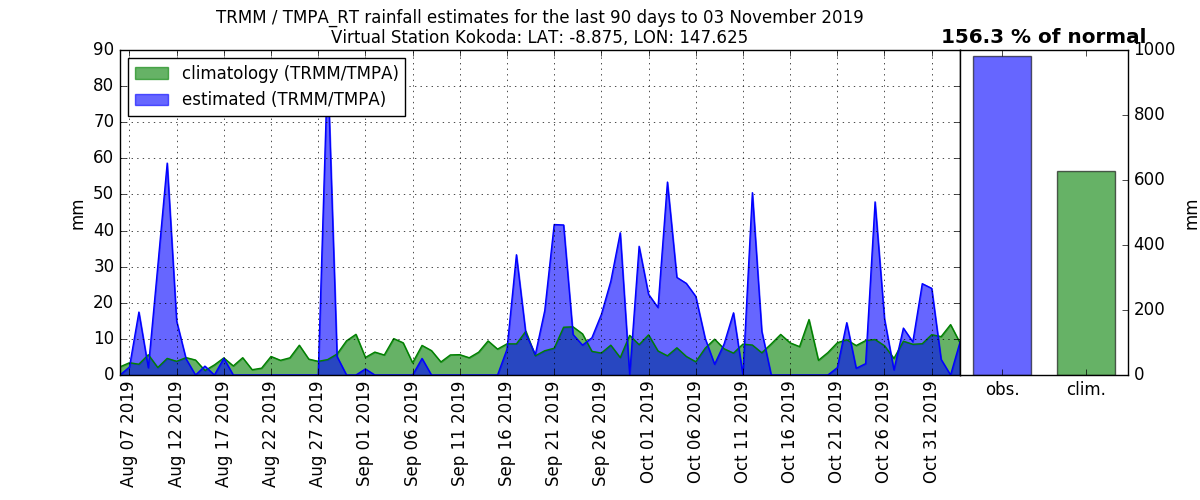 TRMM / TMPA_RT rainfall estimates for the last 90 days to 03 November 2019
Virtual Station Kokoda: LAT: -8.875, LON: 147.625
156.3 % of normal
climatology (TRMM/TMPA)
estimated (TRMM/TMPA)
90
80
70
60
50
40
30
20
10
0
mm
Aug 07 2019
Aug 12 2019
Aug 17 2019
Aug 22 2019
Aug 27 2019
Sep 01 2019
Sep 06 2019
Sep 11 2019
Sep 16 2019
Sep 21 2019
Sep 26 2019
Oct 01 2019
Oct 06 2019
Oct 11 2019
Oct 16 2019
Oct 21 2019
Oct 26 2019
Oct 31 2019
obs.
clim.
1000
800
600
400
200
0
mm